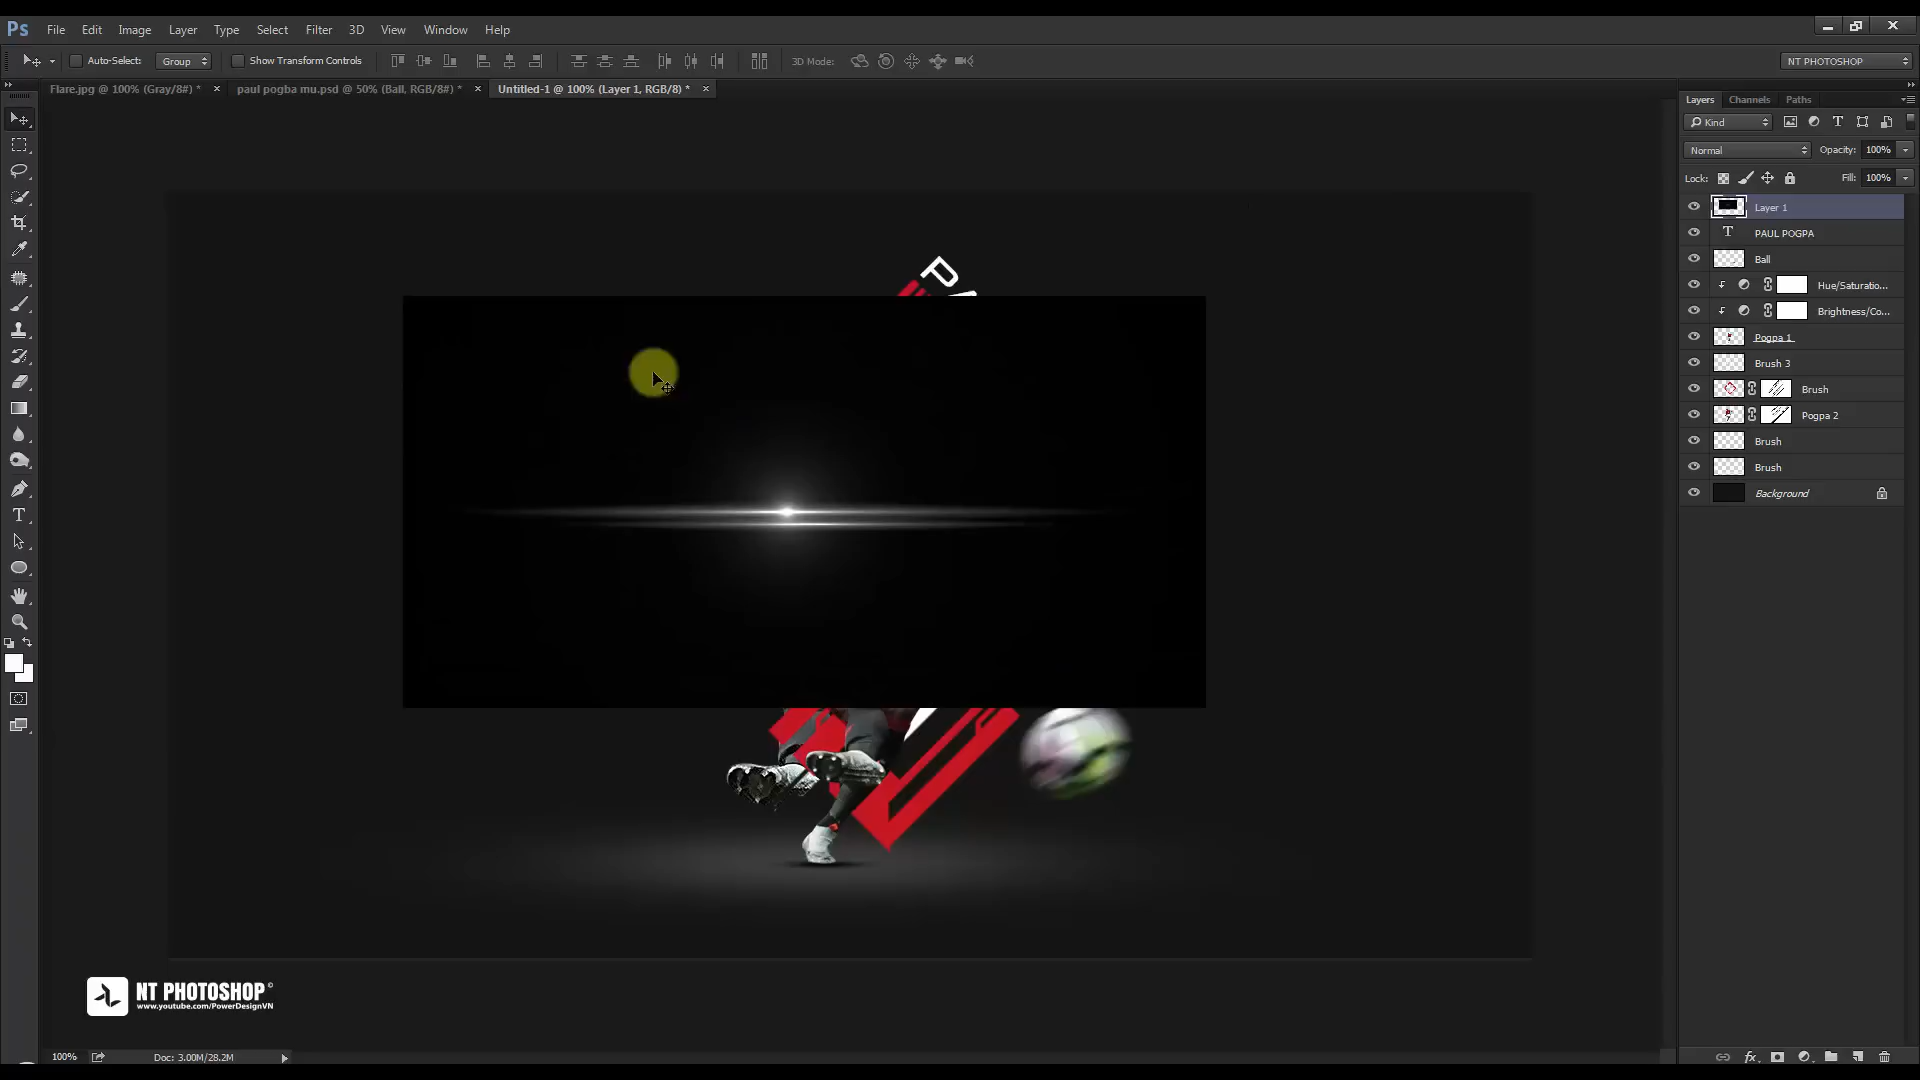 Ps File Edit Image Layer Type Select Filter 3D View Window Help
Auto-Select: Group Show Transform Controls 3D Mode: NT PHOTOSHOP
Flare.jpg @ 100% (Gray/8#) * × paul pogba mu.psd @ 50% (Ball, RGB/8#) * × Untitled-1 @ 100% (Layer 1, RGB/8) * ×
Layers Channels Paths
Kind
Normal Opacity: 100%
Lock: Fill: 100%
Layer 1
PAUL POGPA
Ball
Hue/Saturatio...
Brightness/Co...
Pogpa 1
Brush 3
Brush
Pogpa 2
Brush
Brush
Background
P
NT PHOTOSHOP ©
www.youtube.com/PowerDesignVN
100% Doc: 3.00M/28.2M
fx